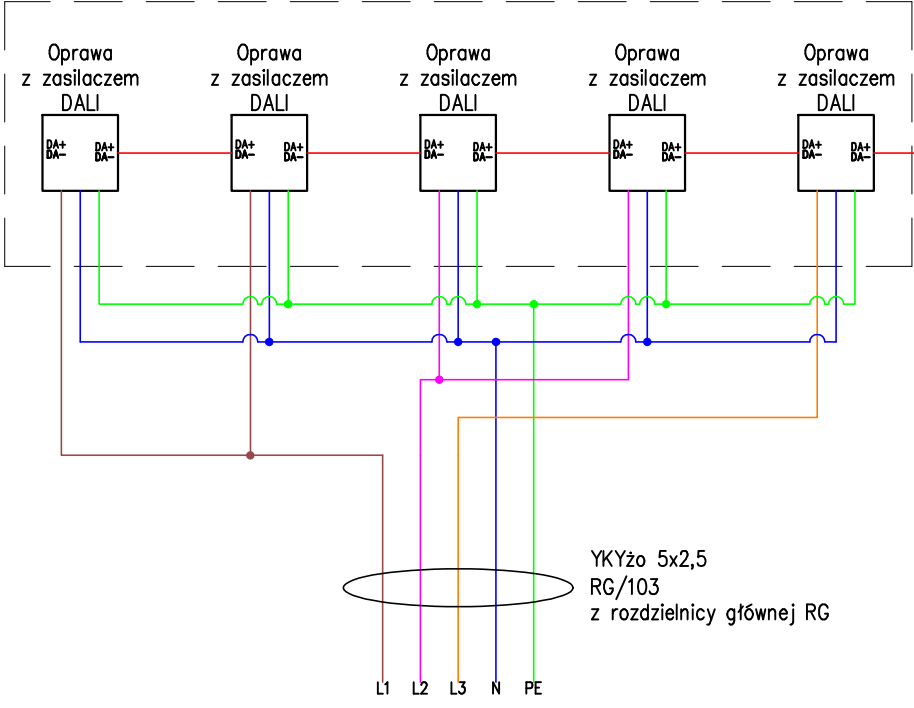 Oprawa
z zasilaczem
DALI
Oprawa
z zasilaczem
DALI
Oprawa
z zasilaczem
DALI
Oprawa
z zasilaczem
DALI
Oprawa
z zasilaczem
DALI
DA+
DA-
DA+
DA-
DA+
DA-
DA+
DA-
DA+
DA-
DA+
DA-
DA+
DA-
DA+
DA-
DA+
DA-
DA+
DA-
YKYżo 5x2,5
RG/103
z rozdzielnicy głównej RG
L1 L2 L3 N PE